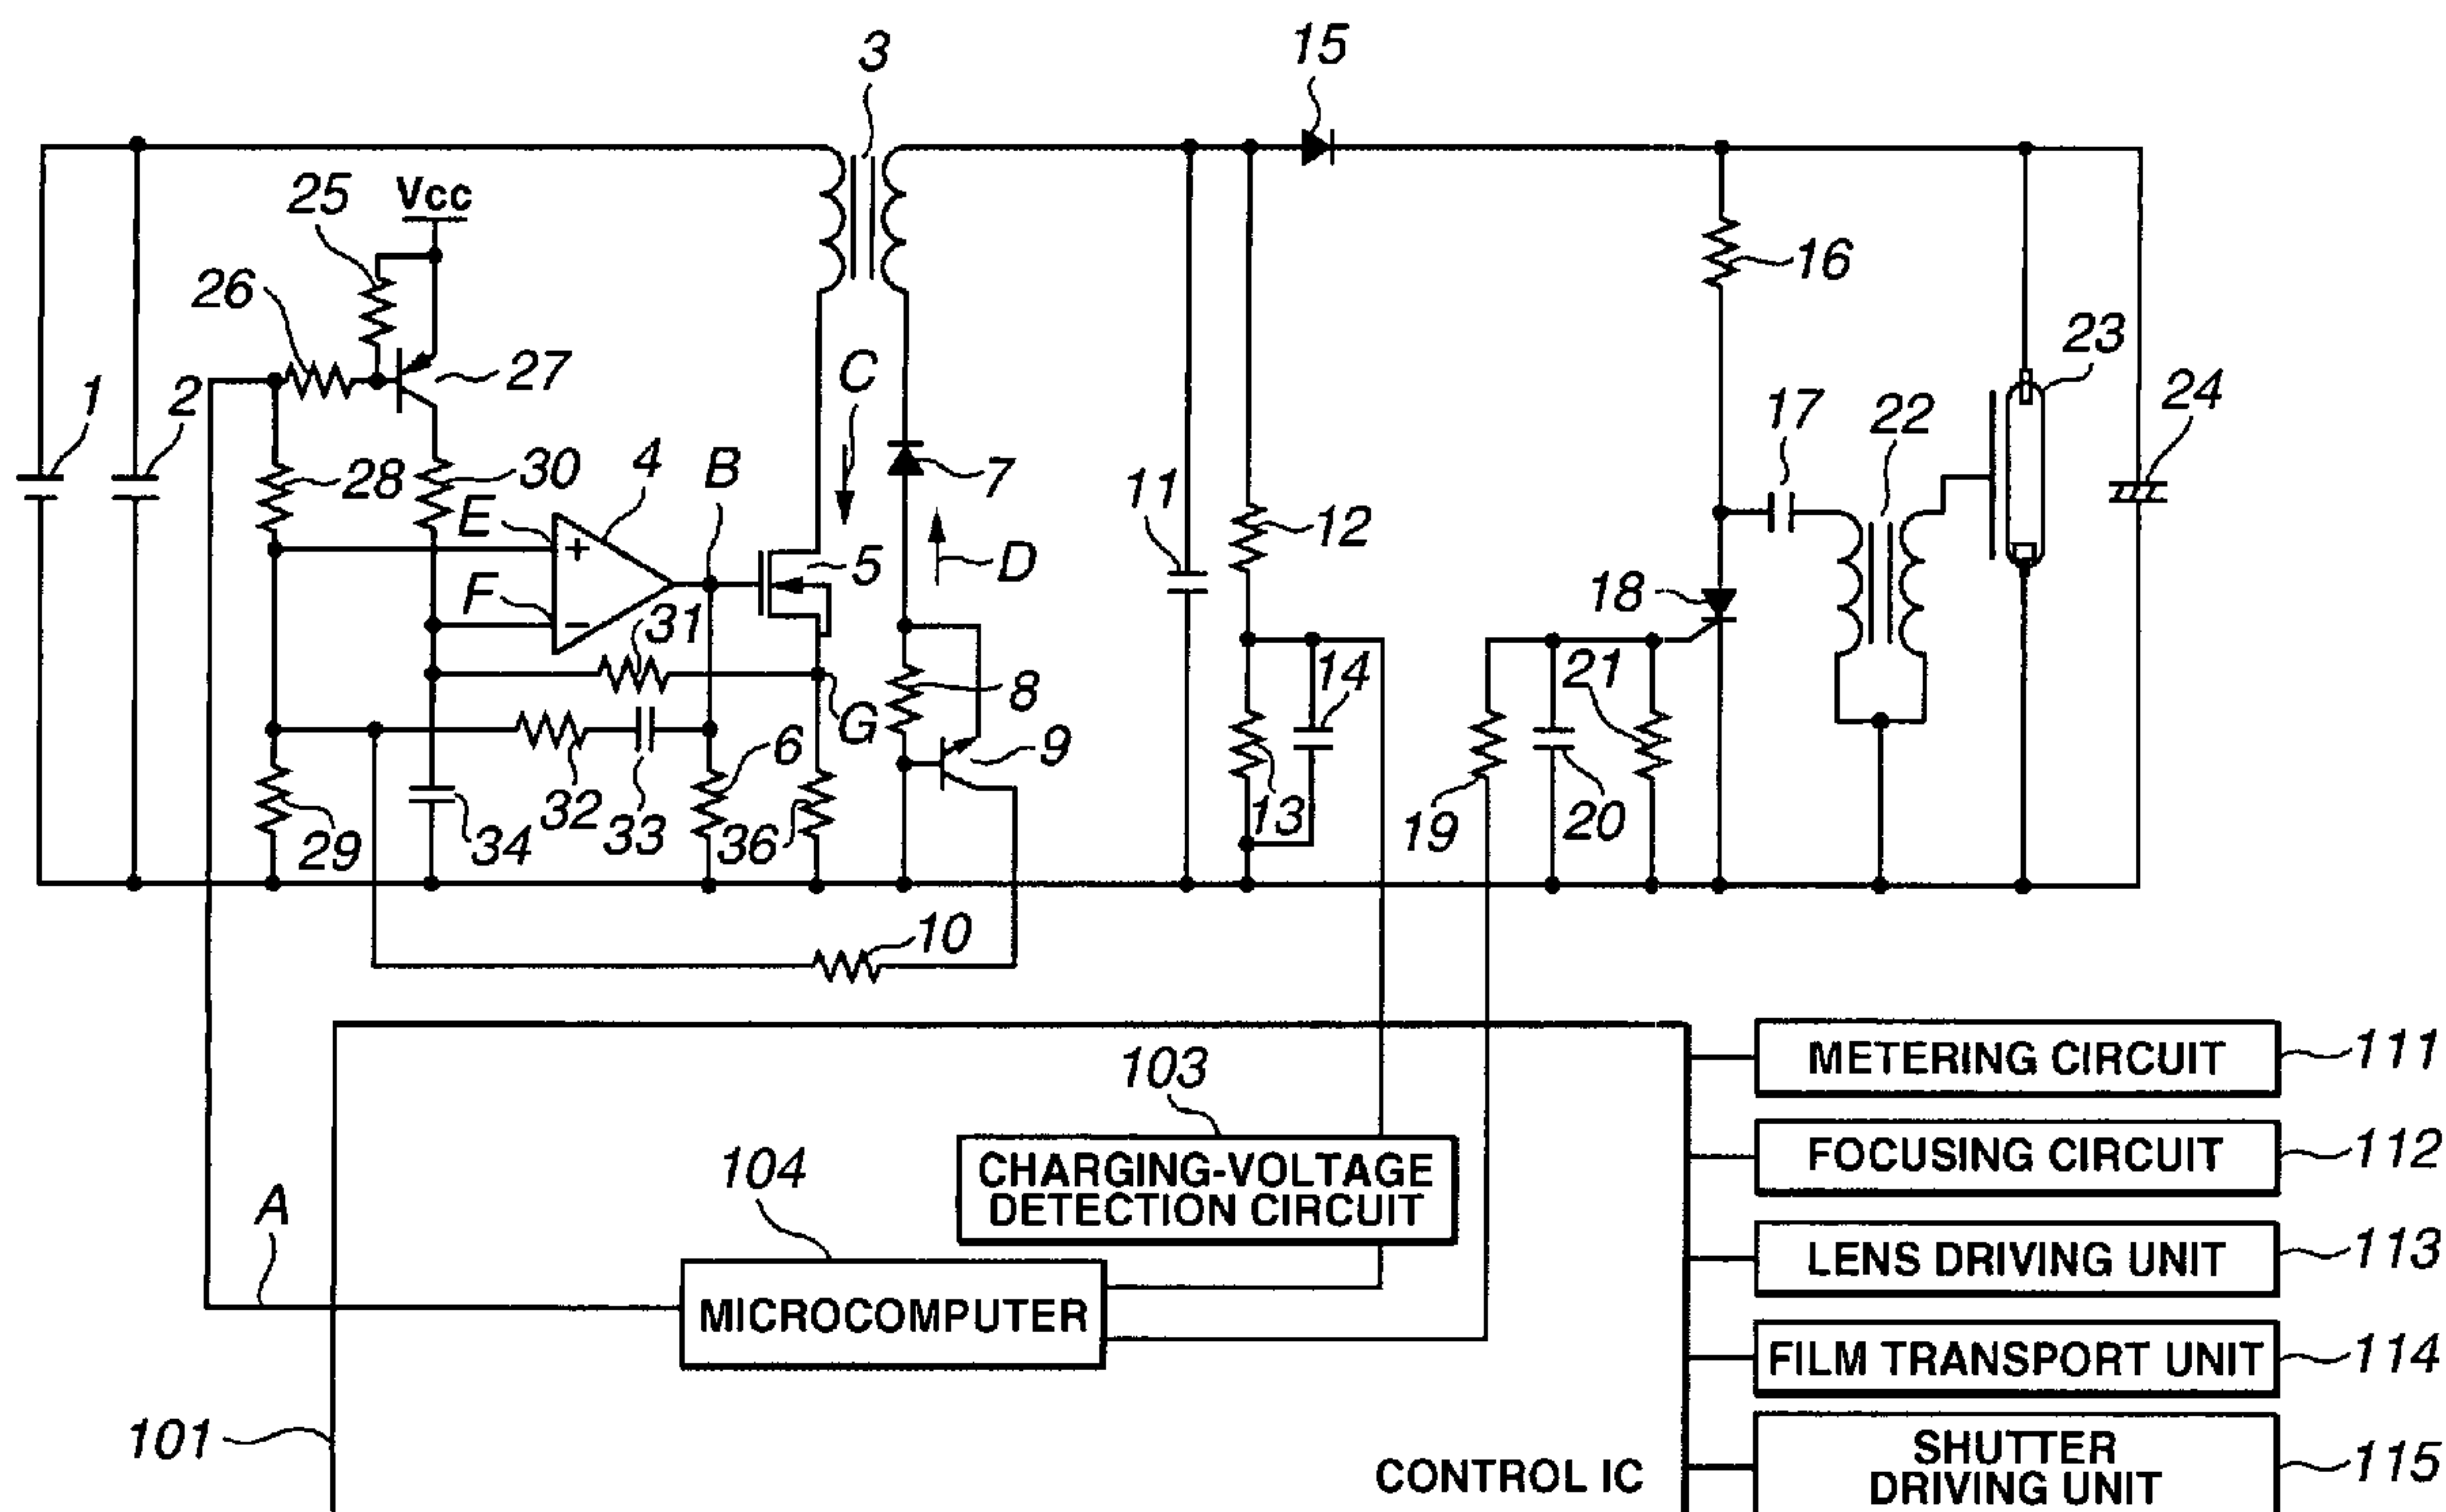 3
15
25
Vcc
26
16
27
C
23
1
2
17
22
24
28
30
4
B
7
11
E
+
12
5
D
F
−
31
18
8
14
21
G
6
9
32
33
36
13
19
20
29
34
10
103
METERING CIRCUIT
111
104
CHARGING-VOLTAGE
DETECTION CIRCUIT
FOCUSING CIRCUIT
112
A
LENS DRIVING UNIT
113
MICROCOMPUTER
FILM TRANSPORT UNIT
114
101
CONTROL IC
SHUTTER
DRIVING UNIT
115